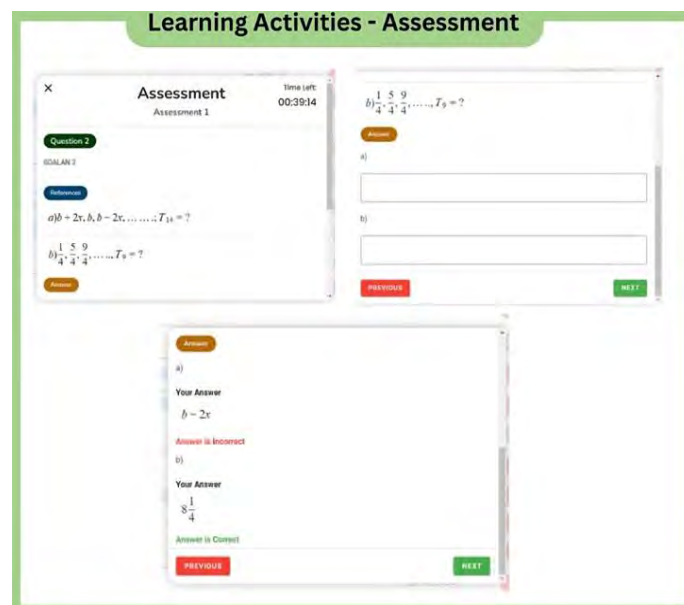 Learning Activities - Assessment
×
Assessment
Time Left:
00:39:14
Assessment 1
Question 2
SOALAN 2
References
a)b + 2x, b, b − 2x, ... ... .; T₁₄ = ?
b)1/4, 5/4, 9/4, ....., T₉ = ?
Answer
b)1/4, 5/4, 9/4, ....., T₉ = ?
Answer
a)
b)
PREVIOUS
NEXT
Answer
a)
Your Answer
b − 2x
Answer is Incorrect
b)
Your Answer
8 1/4
Answer is Correct
PREVIOUS
NEXT